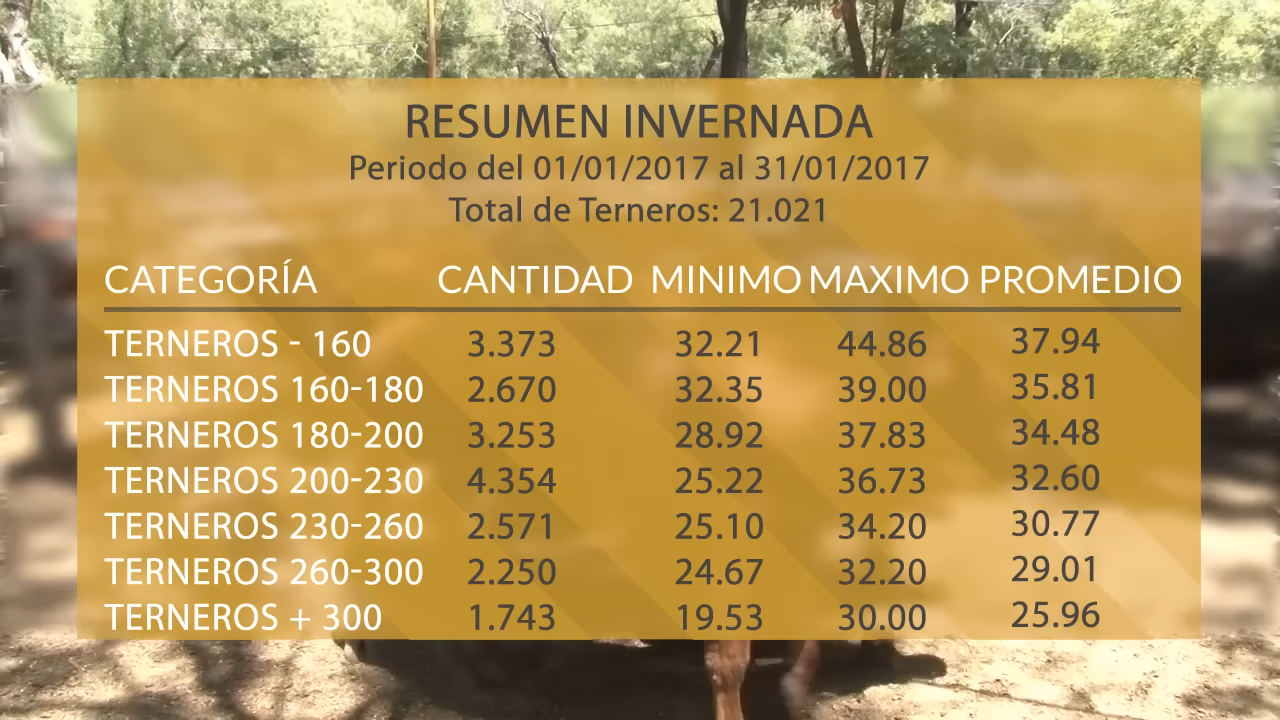 RESUMEN INVERNADA
Periodo del 01/01/2017 al 31/01/2017
Total de Terneros: 21.021
CATEGORÍA CANTIDAD MINIMO MAXIMO PROMEDIO
TERNEROS - 160 3.373 32.21 44.86 37.94
TERNEROS 160-180 2.670 32.35 39.00 35.81
TERNEROS 180-200 3.253 28.92 37.83 34.48
TERNEROS 200-230 4.354 25.22 36.73 32.60
TERNEROS 230-260 2.571 25.10 34.20 30.77
TERNEROS 260-300 2.250 24.67 32.20 29.01
TERNEROS + 300 1.743 19.53 30.00 25.96